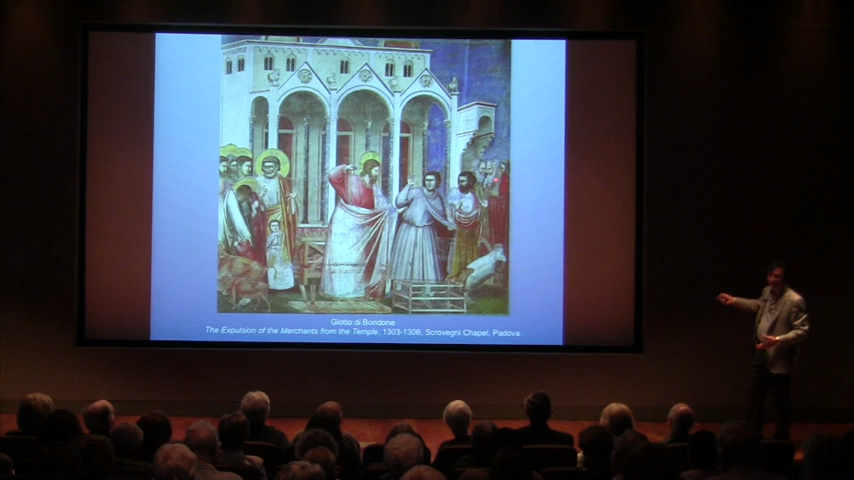 Giotto di Bondone
The Expulsion of the Merchants from the Temple, 1303-1306, Scrovegni Chapel, Padova